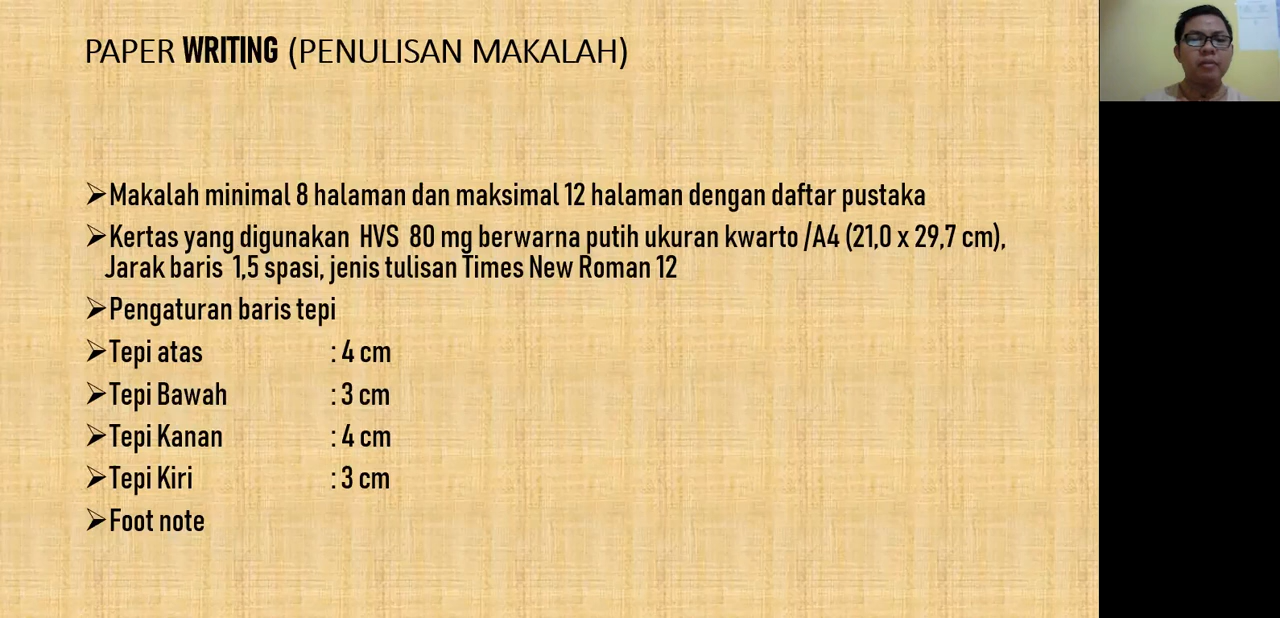 PAPER WRITING (PENULISAN MAKALAH)
➢Makalah minimal 8 halaman dan maksimal 12 halaman dengan daftar pustaka
➢Kertas yang digunakan HVS 80 mg berwarna putih ukuran kwarto /A4 (21,0 x 29,7 cm),
Jarak baris 1,5 spasi, jenis tulisan Times New Roman 12
➢Pengaturan baris tepi
➢Tepi atas : 4 cm
➢Tepi Bawah : 3 cm
➢Tepi Kanan : 4 cm
➢Tepi Kiri : 3 cm
➢Foot note